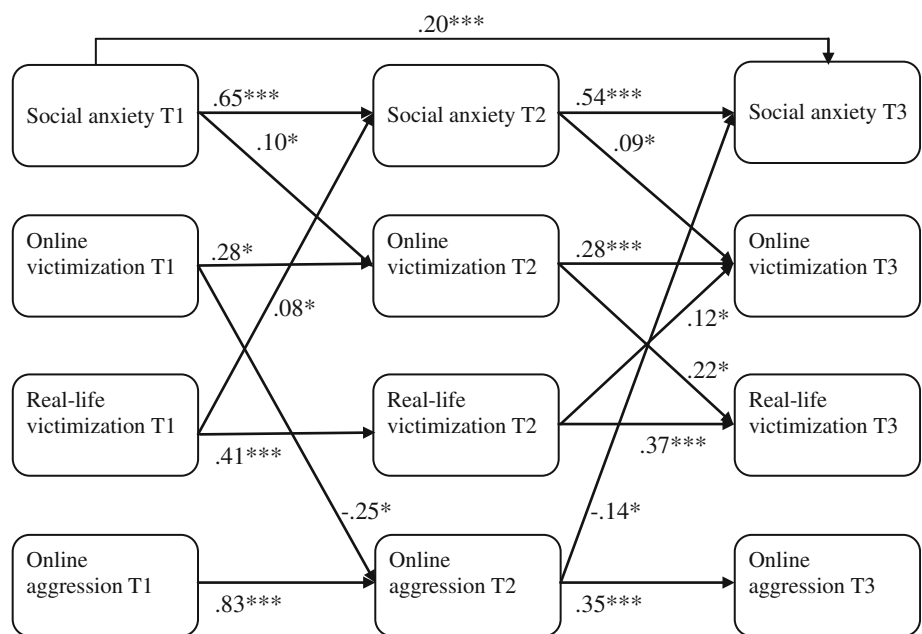 .20***
Social anxiety T1
.65***
Social anxiety T2
.54***
Social anxiety T3
.10*
.09*
Online
victimization T1
.28*
Online
victimization T2
.28***
Online
victimization T3
.08*
.12*
Real-life
victimization T1
Real-life
victimization T2
.22*
Real-life
victimization T3
.41***
.37***
-.25*
-.14*
Online
aggression T1
Online
aggression T2
Online
aggression T3
.83***
.35***